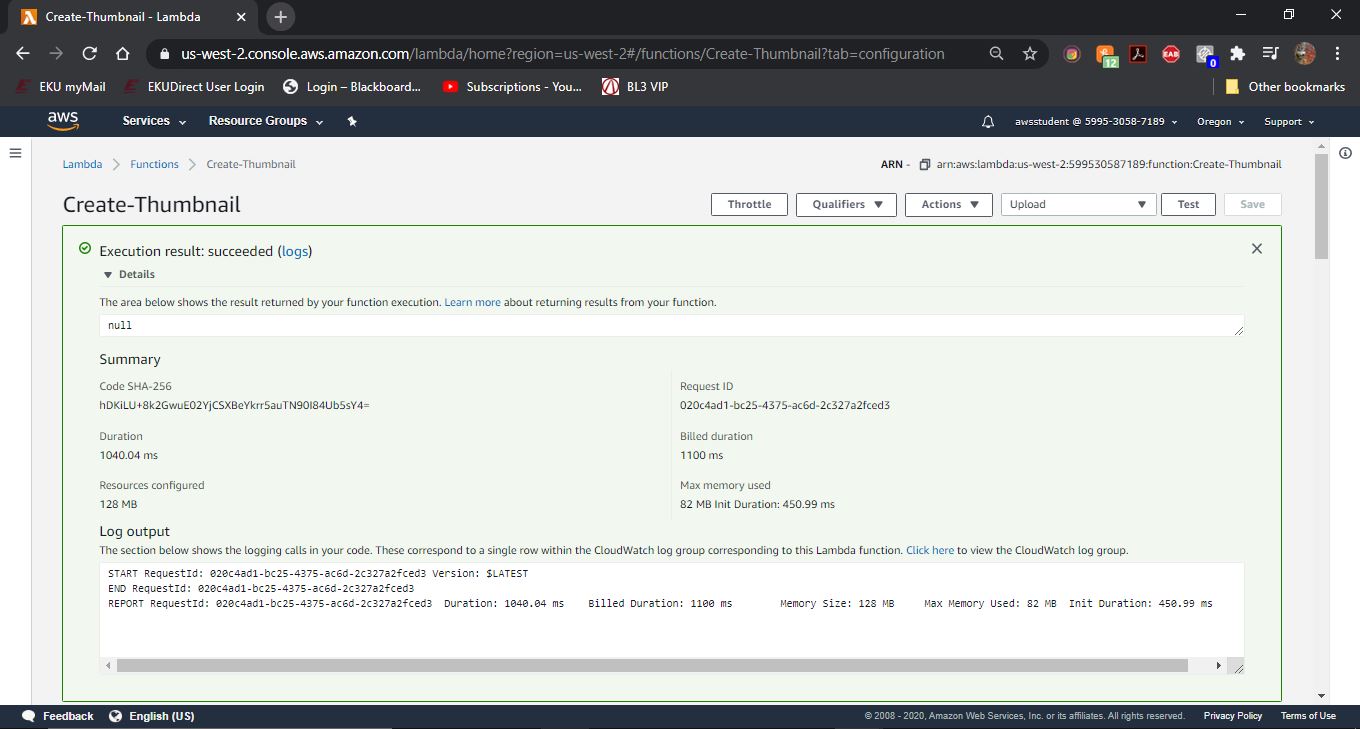 Create-Thumbnail - Lambda
us-west-2.console.aws.amazon.com/lambda/home?region=us-west-2#/functions/Create-Thumbnail?tab=configuration
12 EAB 0
EKU myMail EKUDirect User Login Login – Blackboard... Subscriptions - You... BL3 VIP Other bookmarks
aws Services Resource Groups awsstudent @ 5995-3058-7189 Oregon Support
Lambda Functions Create-Thumbnail ARN - arn:aws:lambda:us-west-2:599530587189:function:Create-Thumbnail
Create-Thumbnail Throttle Qualifiers Actions Upload Test Save
Execution result: succeeded (logs)
Details
The area below shows the result returned by your function execution. Learn more about returning results from your function.
null
Summary
Code SHA-256 Request ID
hDKiLU+8k2GwuE02YjCSXBeYkrr5auTN90I84Ub5sY4= 020c4ad1-bc25-4375-ac6d-2c327a2fced3
Duration Billed duration
1040.04 ms 1100 ms
Resources configured Max memory used
128 MB 82 MB Init Duration: 450.99 ms
Log output
The section below shows the logging calls in your code. These correspond to a single row within the CloudWatch log group corresponding to this Lambda function. Click here to view the CloudWatch log group.
START RequestId: 020c4ad1-bc25-4375-ac6d-2c327a2fced3 Version: $LATEST
END RequestId: 020c4ad1-bc25-4375-ac6d-2c327a2fced3
REPORT RequestId: 020c4ad1-bc25-4375-ac6d-2c327a2fced3 Duration: 1040.04 ms Billed Duration: 1100 ms Memory Size: 128 MB Max Memory Used: 82 MB Init Duration: 450.99 ms
Feedback English (US) © 2008 - 2020, Amazon Web Services, Inc. or its affiliates. All rights reserved. Privacy Policy Terms of Use